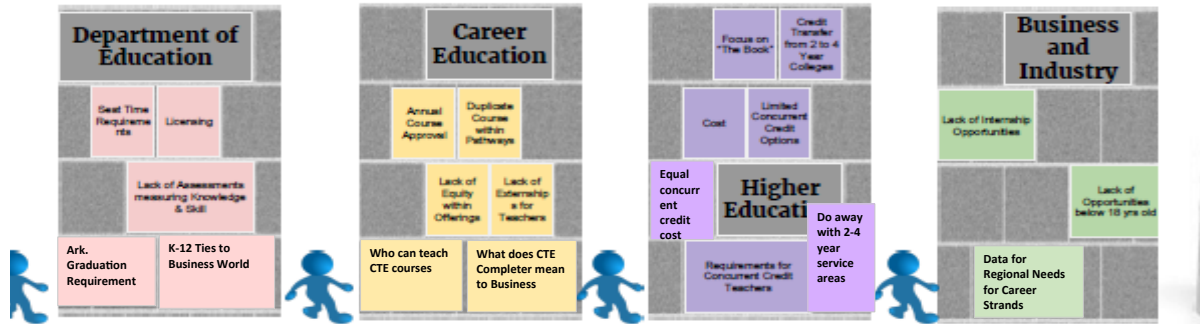 Department of
Education
Seat Time
Requireme
nts
Licensing
Lack of Assessments
measuring Knowledge
& Skill
Ark.
Graduation
Requirement
K-12 Ties to
Business World
Career
Education
Annual
Course
Approval
Duplicate
Course
within
Pathways
Lack of
Equity
within
Offerings
Lack of
Externship
s for
Teachers
Who can teach
CTE courses
What does CTE
Completer mean
to Business
Focus on
"The Book"
Credit
Transfer
from 2 to 4
Year
Colleges
Cost
Limited
Concurrent
Credit
Options
Equal
concurr
ent
credit
cost
Higher
Educati
Do away
with 2-4
year
service
areas
Requirements for
Concurrent Credit
Teachers
Business
and
Industry
Lack of Internship
Opportunities
Lack of
Opportunities
below 18 yrs old
Data for
Regional Needs
for Career
Strands